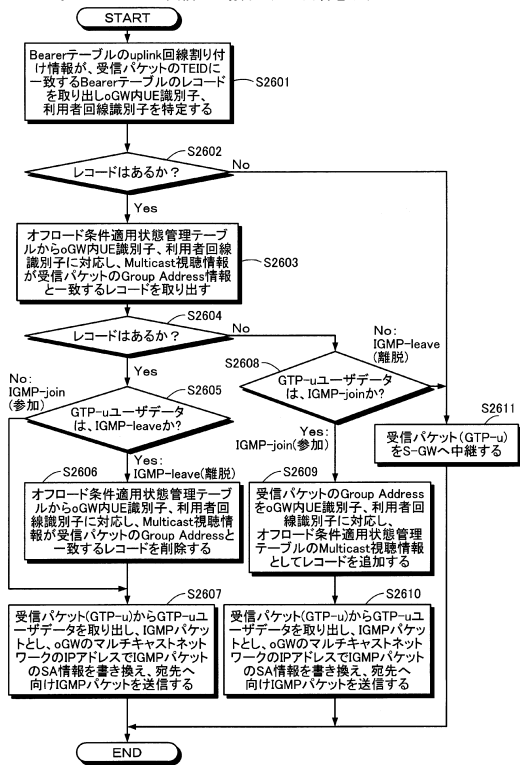 START
Bearerテーブルのuplink回線割り付
け情報が、受信パケットのTEIDに
一致するBearerテーブルのレコード
を取り出しoGW内UE識別子、
利用者回線識別子を特定する
S2601
S2602
レコードはあるか?
No
Yes
オフロード条件適用状態管理テーブ
ルからoGW内UE識別子、利用者回線
識別子に対応し、Multicast視聴情報
が受信パケットのGroup Address情報
と一致するレコードを取り出す
S2603
S2604
レコードはあるか?
No
Yes
No:
IGMP-join
(参加)
S2605
GTP-uユーザデータ
は、IGMP-leaveか?
Yes:
IGMP-leave(離脱)
S2608
GTP-uユーザデータ
は、IGMP-joinか?
No:
IGMP-leave
(離脱)
Yes:
IGMP-join(参加)
S2611
受信パケット(GTP-u)
をS-GWへ中継する
S2606
オフロード条件適用状態管理テーブ
ルからoGW内UE識別子、利用者回線
識別子に対応し、Multicast視聴情
報が受信パケットのGroup Addressと
一致するレコードを削除する
S2609
受信パケットのGroup Address
をoGW内UE識別子、利用者回
線識別子に対応し、
オフロード条件適用状態管理
テーブルのMulticast視聴情報
としてレコードを追加する
S2607
受信パケット(GTP-u)からGTP-uユ
ーザデータを取り出し、IGMPパケッ
トとし、oGWのマルチキャストネット
ワークのIPアドレスでIGMPパケット
のSA情報を書き換え、宛先へ
向けIGMPパケットを送信する
S2610
受信パケット(GTP-u)からGTP-uユ
ーザデータを取り出し、IGMPパケッ
トとし、oGWのマルチキャストネット
ワークのIPアドレスでIGMPパケット
のSA情報を書き換え、宛先へ
向けIGMPパケットを送信する
END